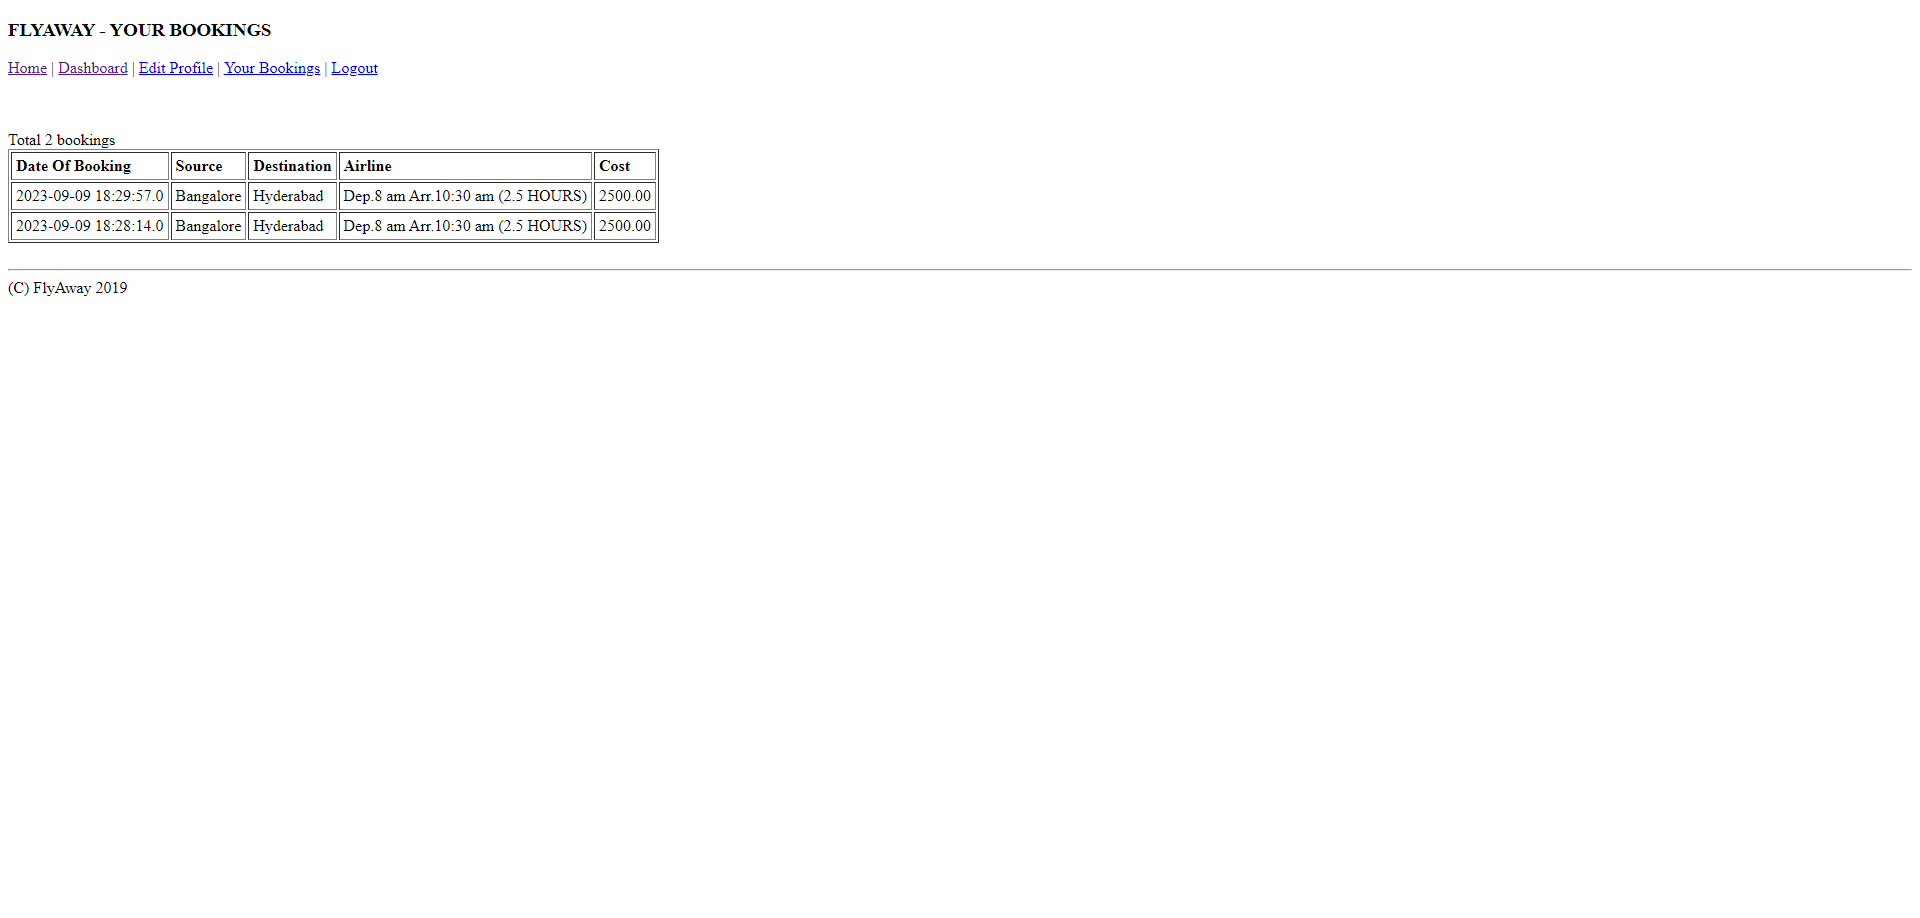 FLYAWAY - YOUR BOOKINGS
Home | Dashboard | Edit Profile | Your Bookings | Logout
Total 2 bookings
Date Of Booking Source Destination Airline Cost
2023-09-09 18:29:57.0 Bangalore Hyderabad Dep.8 am Arr.10:30 am (2.5 HOURS) 2500.00
2023-09-09 18:28:14.0 Bangalore Hyderabad Dep.8 am Arr.10:30 am (2.5 HOURS) 2500.00
(C) FlyAway 2019